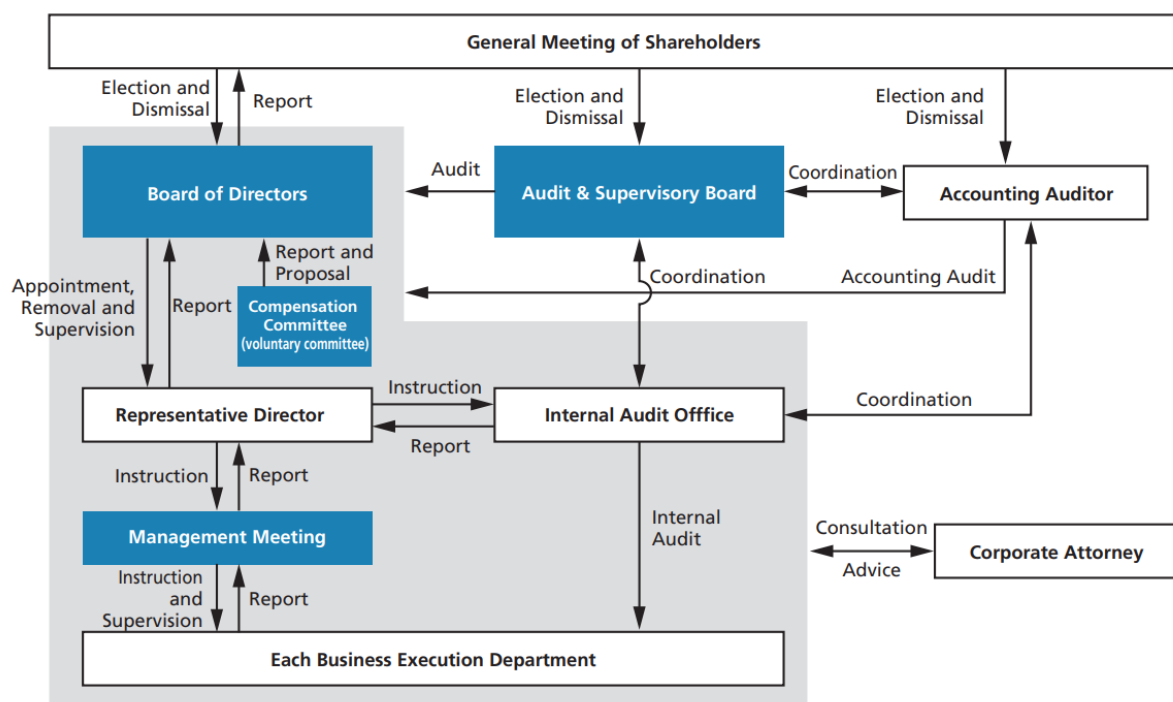 General Meeting of Shareholders
Election and
Dismissal
Report
Election and
Dismissal
Election and
Dismissal
Board of Directors
Audit
Audit & Supervisory Board
Coordination
Accounting Auditor
Report and
Proposal
Coordination
Accounting Audit
Appointment,
Removal and
Supervision
Report
Compensation
Committee
(voluntary committee)
Representative Director
Instruction
Report
Internal Audit Offfice
Coordination
Instruction
Report
Management Meeting
Internal
Audit
Consultation
Advice
Corporate Attorney
Instruction
and
Supervision
Report
Each Business Execution Department